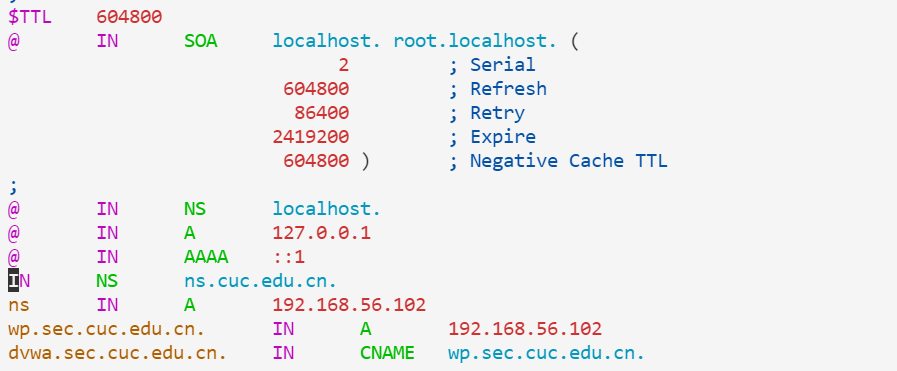 ;
$TTL    604800
@       IN      SOA     localhost. root.localhost. (
                              2         ; Serial
                         604800         ; Refresh
                          86400         ; Retry
                        2419200         ; Expire
                         604800 )       ; Negative Cache TTL
;
@       IN      NS      localhost.
@       IN      A       127.0.0.1
@       IN      AAAA    ::1
IN      NS      ns.cuc.edu.cn.
ns      IN      A       192.168.56.102
wp.sec.cuc.edu.cn.      IN      A       192.168.56.102
dvwa.sec.cuc.edu.cn.    IN      CNAME   wp.sec.cuc.edu.cn.